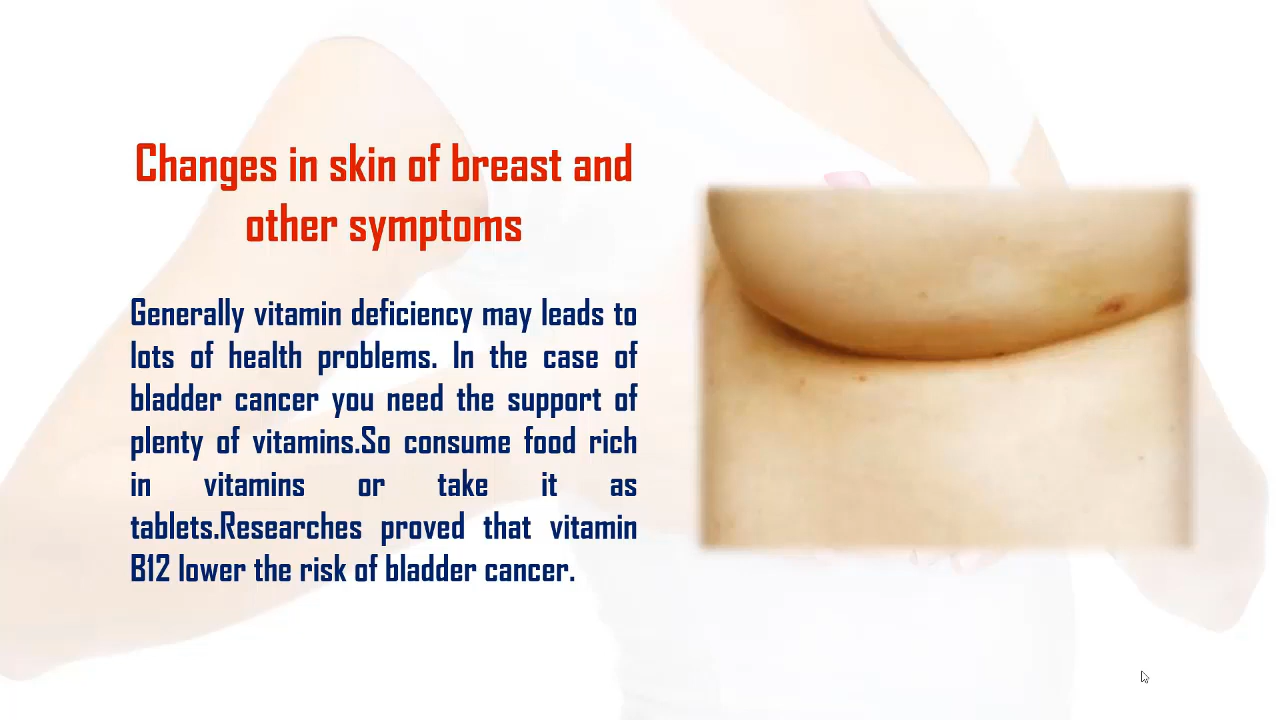 Changes in skin of breast and
other symptoms
Generally vitamin deficiency may leads to
lots of health problems. In the case of
bladder cancer you need the support of
plenty of vitamins.So consume food rich
in vitamins or take it as
tablets.Researches proved that vitamin
B12 lower the risk of bladder cancer.